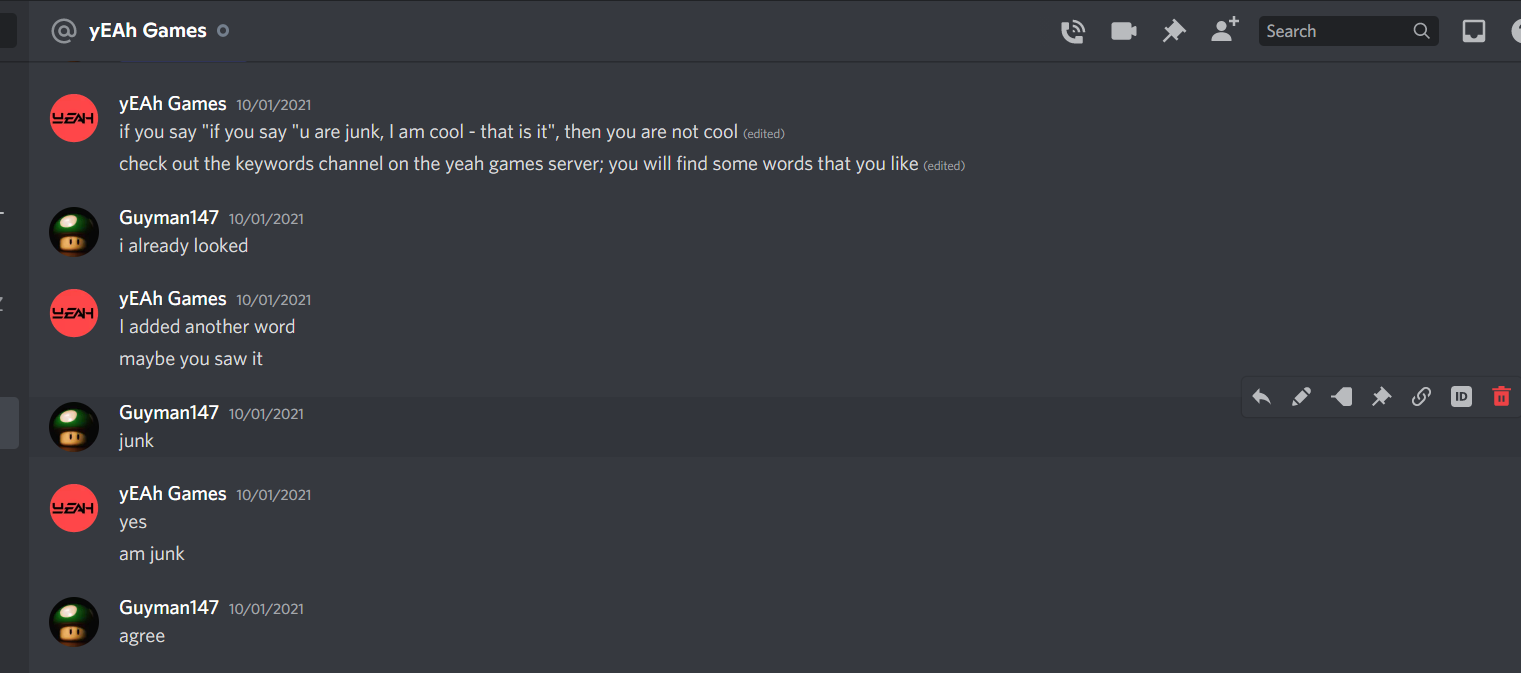 yEAh Games
Search
yEAh Games 10/01/2021
if you say "if you say "u are junk, I am cool - that is it", then you are not cool (edited)
check out the keywords channel on the yeah games server; you will find some words that you like (edited)
Guyman147 10/01/2021
i already looked
yEAh Games 10/01/2021
I added another word
maybe you saw it
Guyman147 10/01/2021
junk
ID
yEAh Games 10/01/2021
yes
am junk
Guyman147 10/01/2021
agree
YEAH
YEAH
YEAH